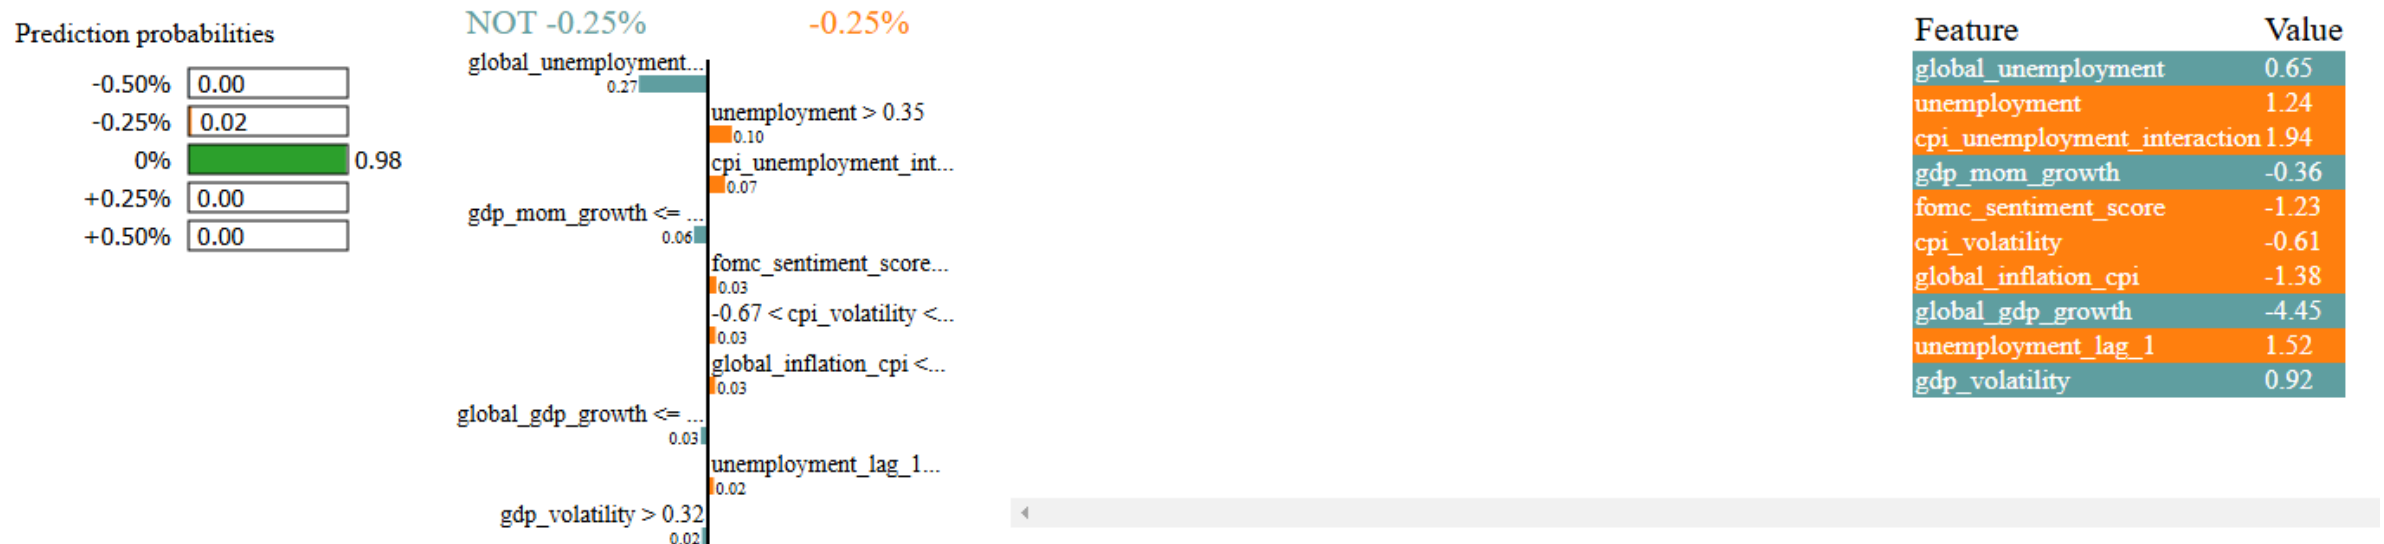 Prediction probabilities
-0.50% 0.00
-0.25% 0.02
0% 0.98
+0.25% 0.00
+0.50% 0.00
NOT -0.25% -0.25%
global_unemployment...
0.27
unemployment > 0.35
0.10
cpi_unemployment_int...
0.07
gdp_mom_growth <= ...
0.06
fomc_sentiment_score...
0.03
-0.67 < cpi_volatility <...
0.03
global_inflation_cpi <...
0.03
global_gdp_growth <= ...
0.03
unemployment_lag_1...
0.02
gdp_volatility > 0.32
0.02
Feature Value
global_unemployment 0.65
unemployment 1.24
cpi_unemployment_interaction 1.94
gdp_mom_growth -0.36
fomc_sentiment_score -1.23
cpi_volatility -0.61
global_inflation_cpi -1.38
global_gdp_growth -4.45
unemployment_lag_1 1.52
gdp_volatility 0.92